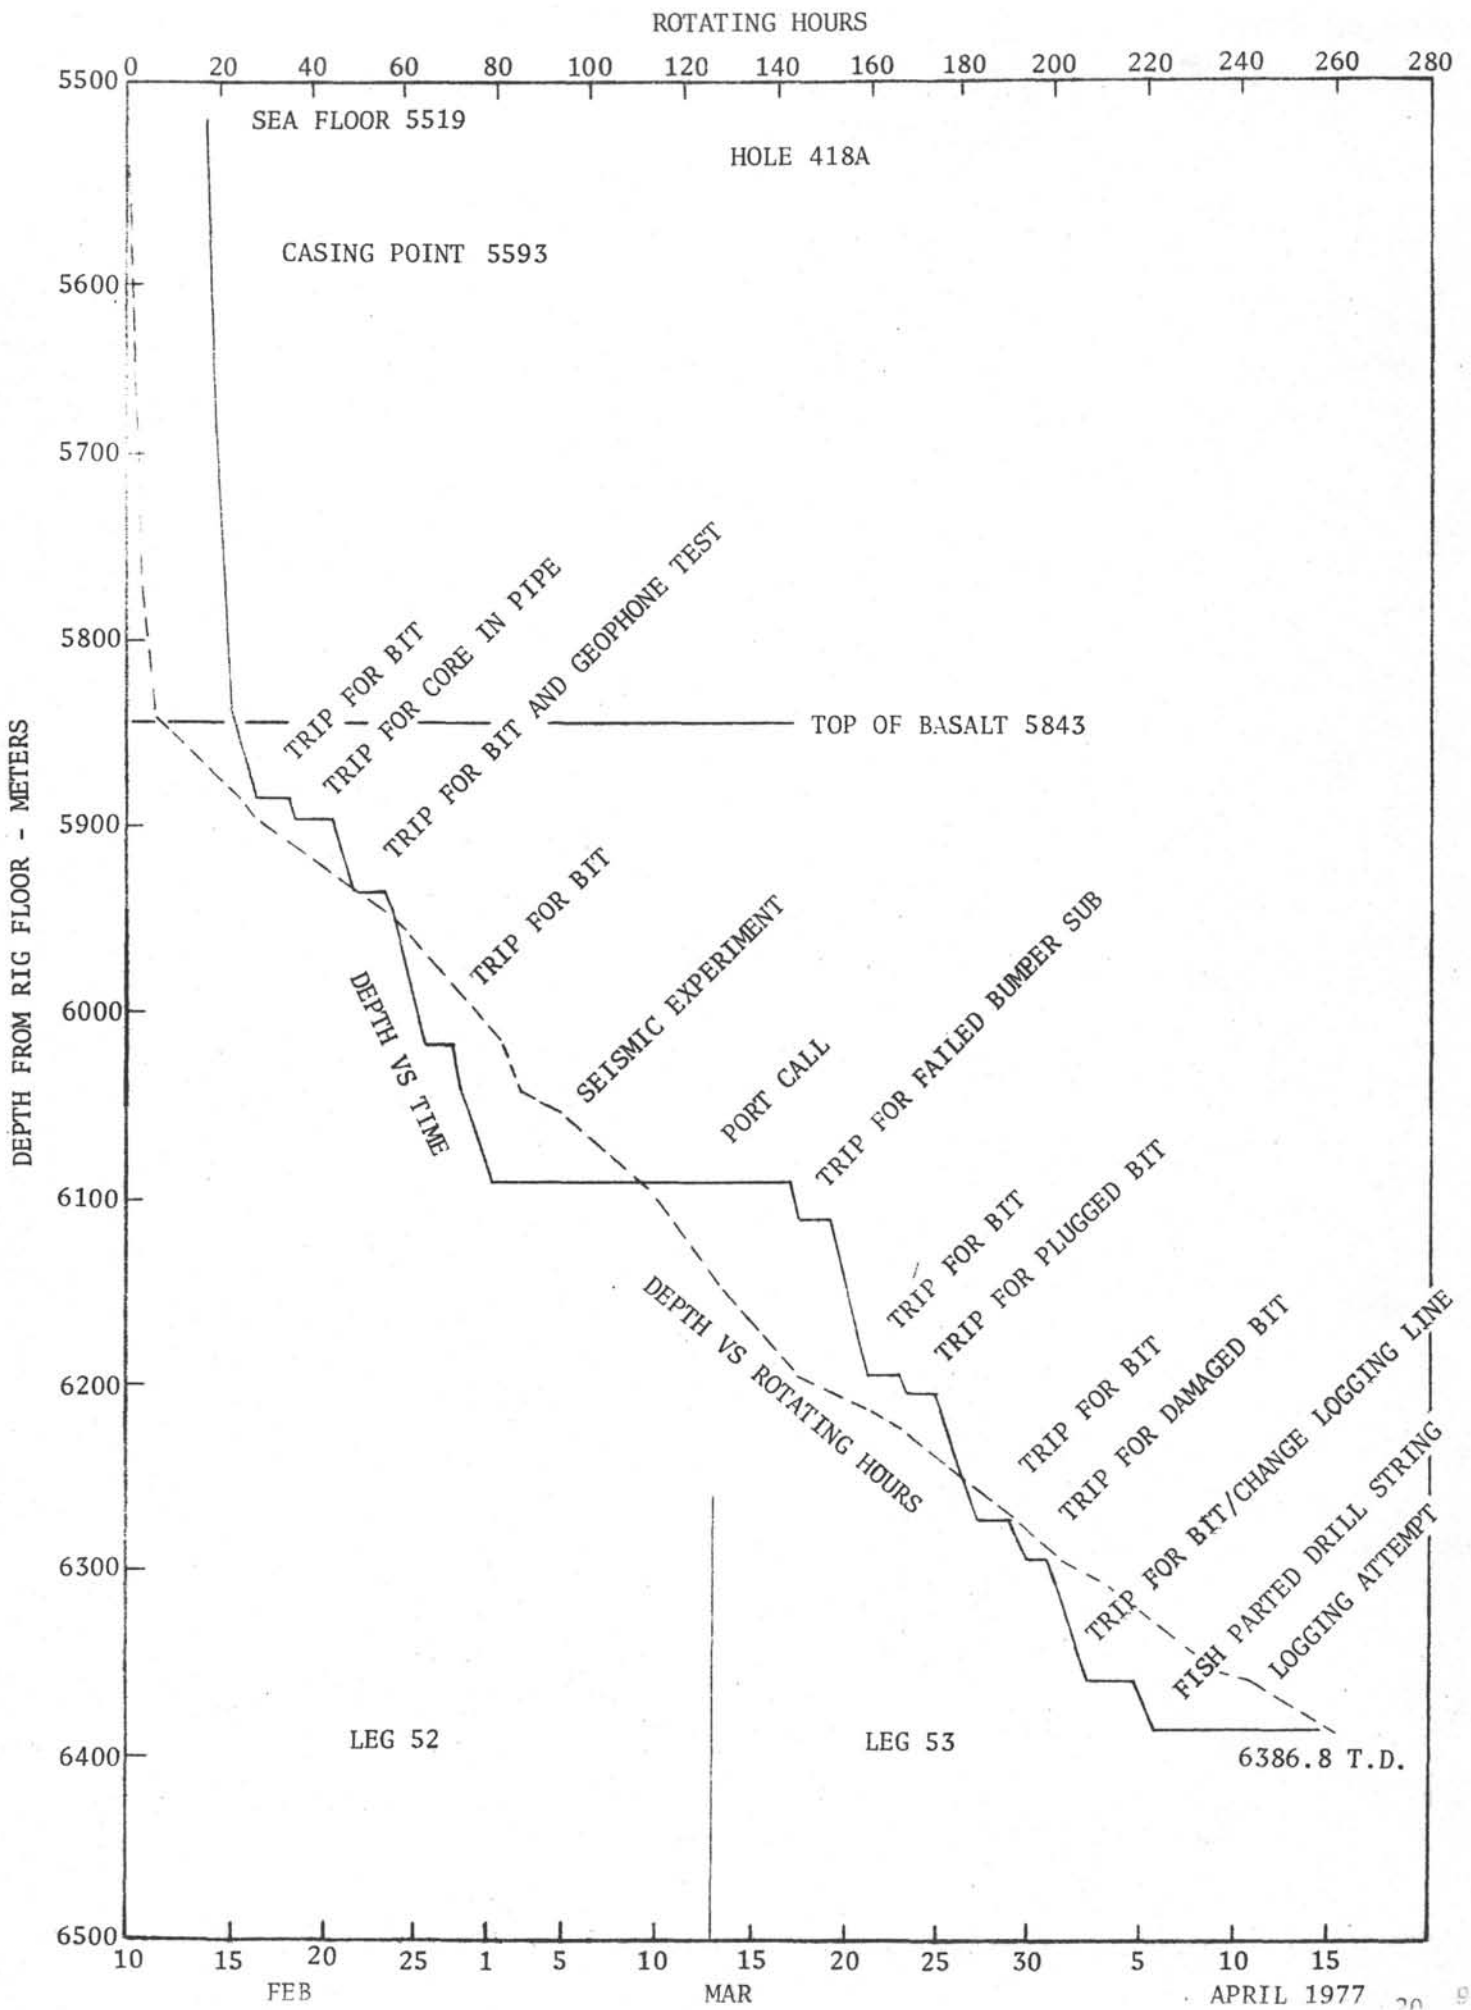 ROTATING HOURS
0 20 40 60 80 100 120 140 160 180 200 220 240 260 280
5500
SEA FLOOR 5519
HOLE 418A
CASING POINT 5593
5600
5700
5800
5900
6000
6100
6200
6300
6400
6500
DEPTH FROM RIG FLOOR - METERS
TRIP FOR BIT
TRIP FOR CORE IN PIPE
TRIP FOR BIT AND GEOPHONE TEST
TOP OF BASALT 5843
TRIP FOR BIT
SEISMIC EXPERIMENT
PORT CALL
TRIP FOR FAILED BUMPER SUB
DEPTH VS TIME
TRIP FOR BIT
TRIP FOR PLUGGED BIT
DEPTH VS ROTATING HOURS
TRIP FOR BIT
TRIP FOR DAMAGED BIT
TRIP FOR BIT/CHANGE LOGGING LINE
FISH PARTED DRILL STRING
LOGGING ATTEMPT
LEG 52
LEG 53
6386.8 T.D.
10 15 20 25 1 5 10 15 20 25 30 5 10 15
FEB MAR APRIL 1977